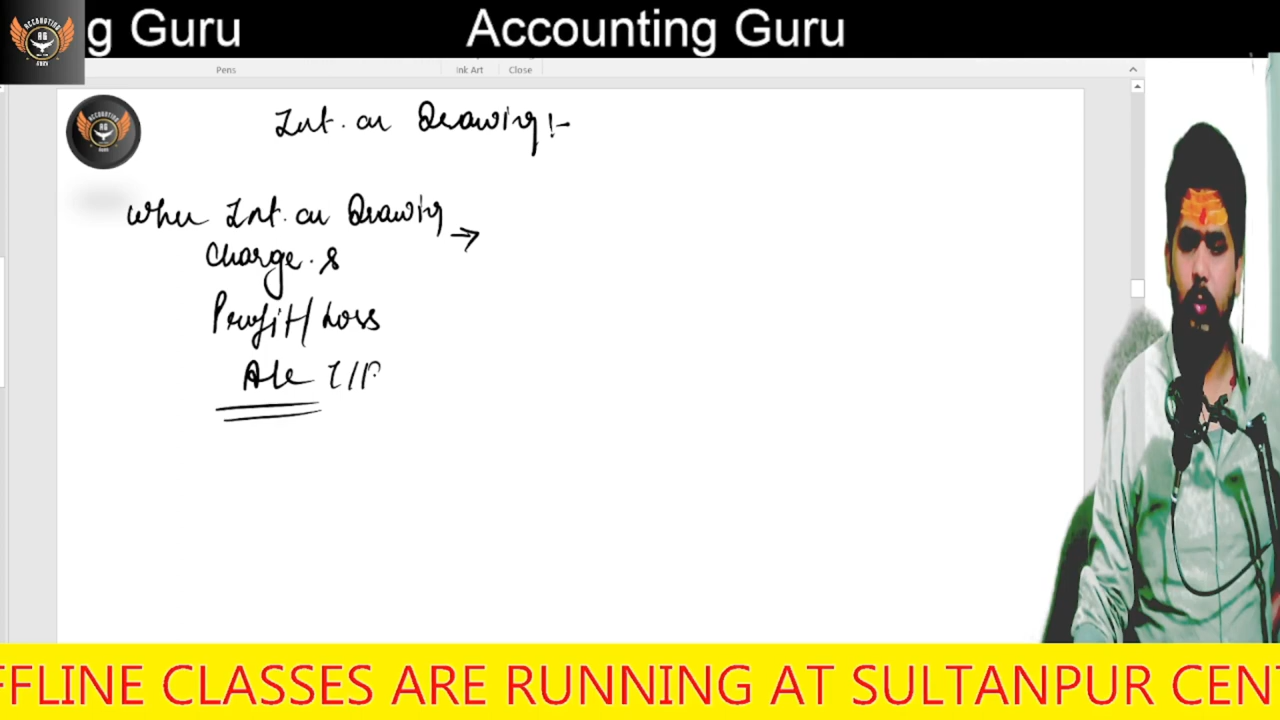 g Guru Accounting Guru
Pens Ink Art Close
Int. on Drawing :-
When Int. on Drawing →
Charge. &
Profit/Loss
A/c
FFLINE CLASSES ARE RUNNING AT SULTANPUR CENT